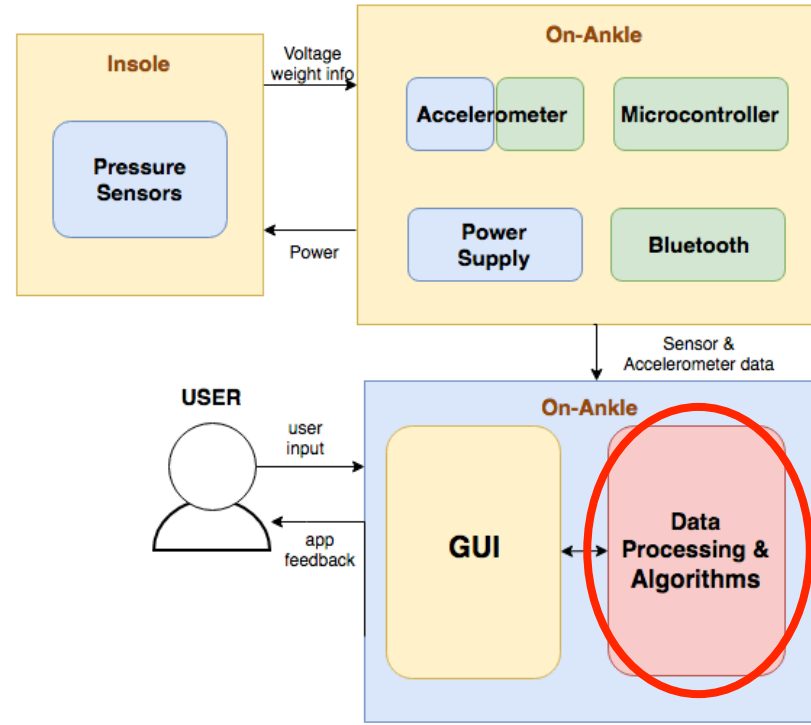 Insole
Voltage
weight info
On-Ankle
Accelerometer
Microcontroller
Pressure
Sensors
Power
Supply
Bluetooth
Power
Sensor &
Accelerometer data
USER
user
input
app
feedback
On-Ankle
GUI
Data
Processing &
Algorithms